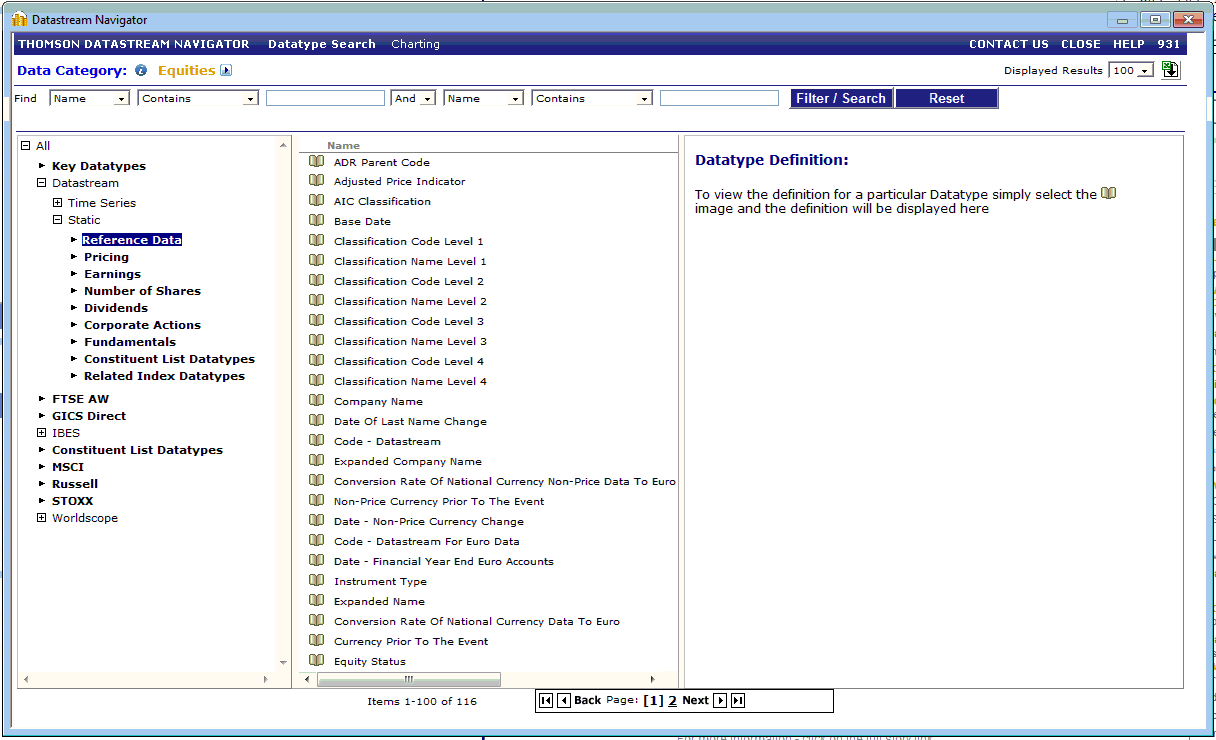 Datastream Navigator
THOMSON DATASTREAM NAVIGATOR Datatype Search Charting CONTACT US CLOSE HELP 931
Data Category: Equities Displayed Results 100
Find Name Contains And Name Contains Filter / Search Reset
All
Key Datatypes
Datastream
Time Series
Static
Reference Data
Pricing
Earnings
Number of Shares
Dividends
Corporate Actions
Fundamentals
Constituent List Datatypes
Related Index Datatypes
FTSE AW
GICS Direct
IBES
Constituent List Datatypes
MSCI
Russell
STOXX
Worldscope
Name
ADR Parent Code
Adjusted Price Indicator
AIC Classification
Base Date
Classification Code Level 1
Classification Name Level 1
Classification Code Level 2
Classification Name Level 2
Classification Code Level 3
Classification Name Level 3
Classification Code Level 4
Classification Name Level 4
Company Name
Date Of Last Name Change
Code - Datastream
Expanded Company Name
Conversion Rate Of National Currency Non-Price Data To Euro
Non-Price Currency Prior To The Event
Date - Non-Price Currency Change
Code - Datastream For Euro Data
Date - Financial Year End Euro Accounts
Instrument Type
Expanded Name
Conversion Rate Of National Currency Data To Euro
Currency Prior To The Event
Equity Status
Datatype Definition:
To view the definition for a particular Datatype simply select the
image and the definition will be displayed here
Items 1-100 of 116 Back Page: [1] 2 Next